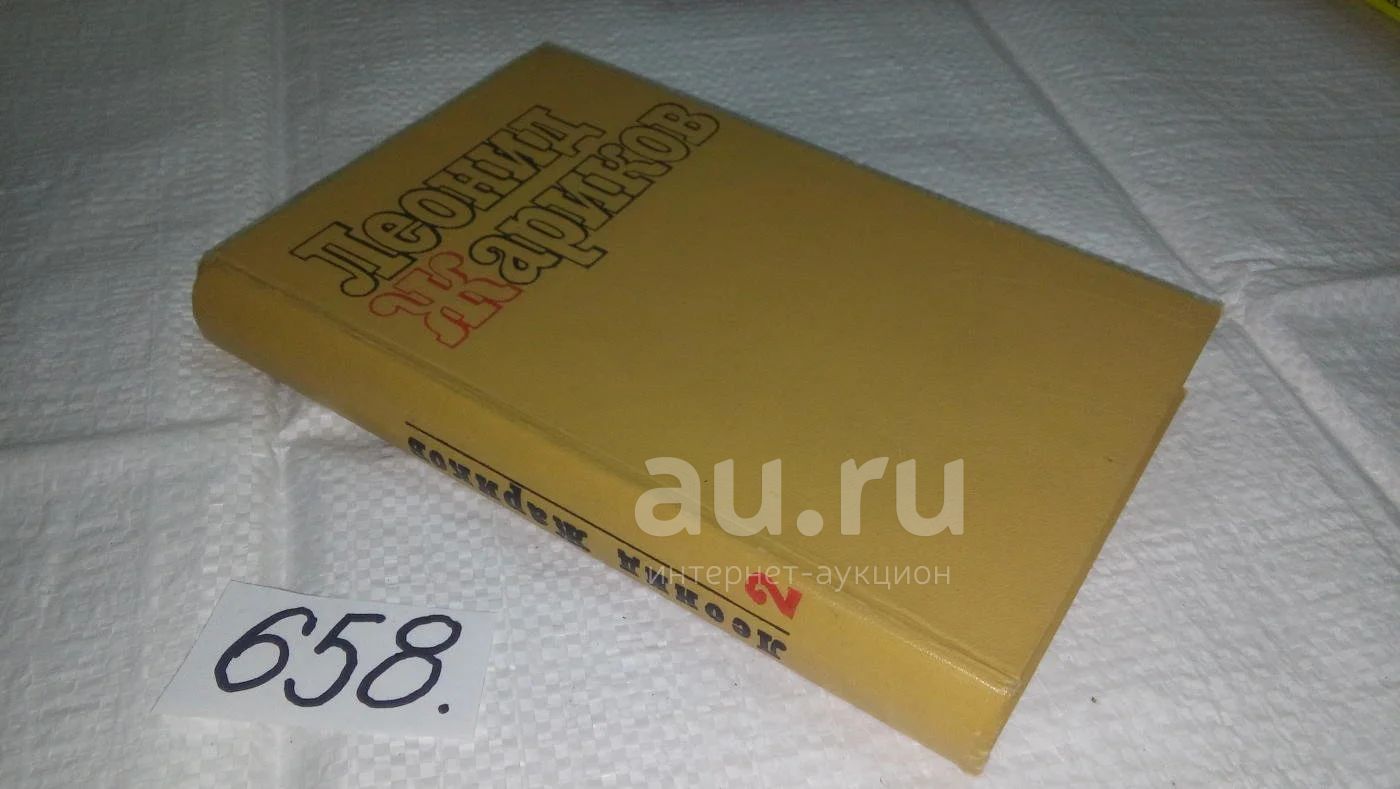 Леонид
Жариков
Леонид Жариков
2
au.ru
интернет-аукцион
658.